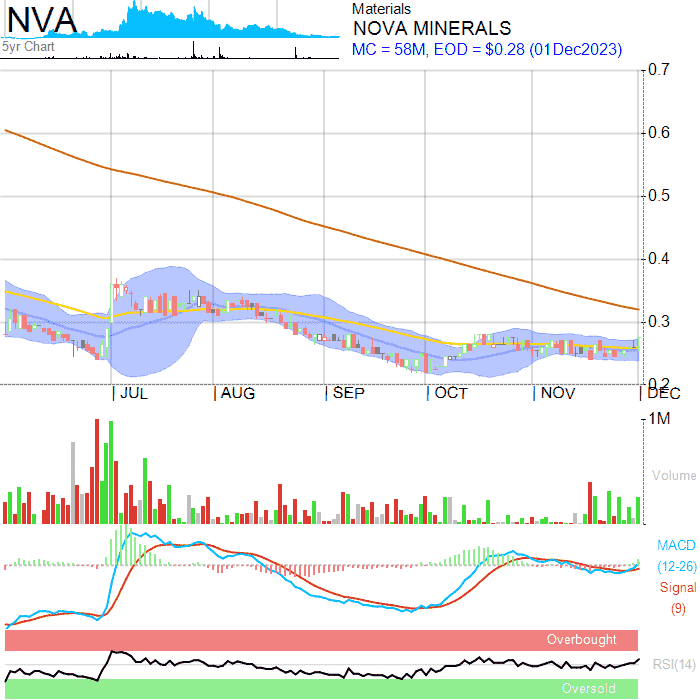 NVA
5yr Chart
Materials
NOVA MINERALS
MC = 58M, EOD = $0.28 (01Dec2023)
0.7
0.6
0.5
0.4
0.3
0.2
JUL AUG SEP OCT NOV DEC
1M
Volume
MACD
(12-26)
Signal
(9)
Overbought
RSI(14)
Oversold